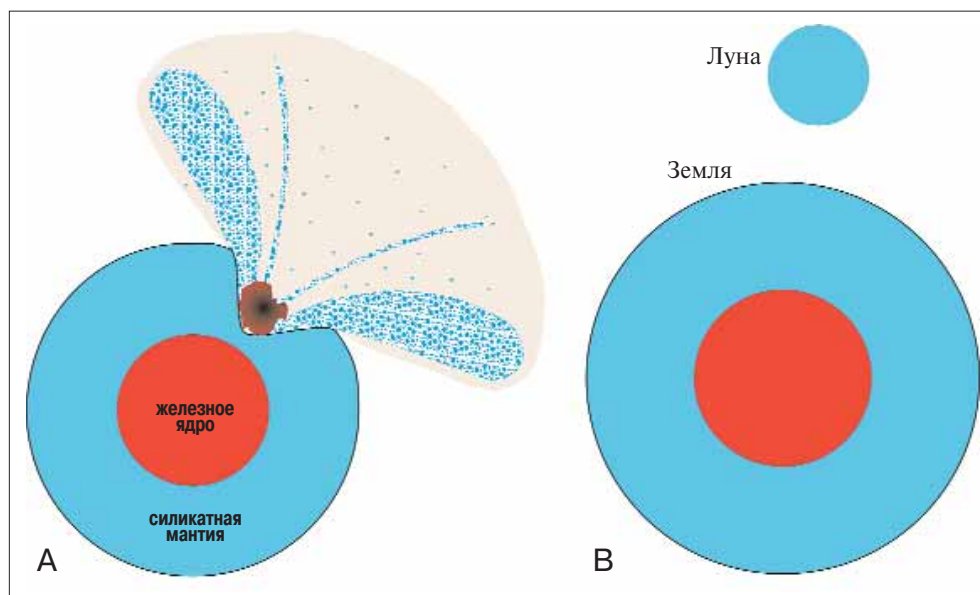 железное
ядро
силикатная
мантия
A
Луна
Земля
B